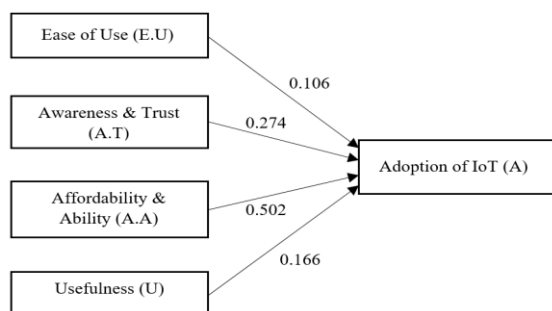 Ease of Use (E.U)
0.106
Awareness & Trust
(A.T)
0.274
Adoption of IoT (A)
Affordability &
Ability (A.A)
0.502
0.166
Usefulness (U)